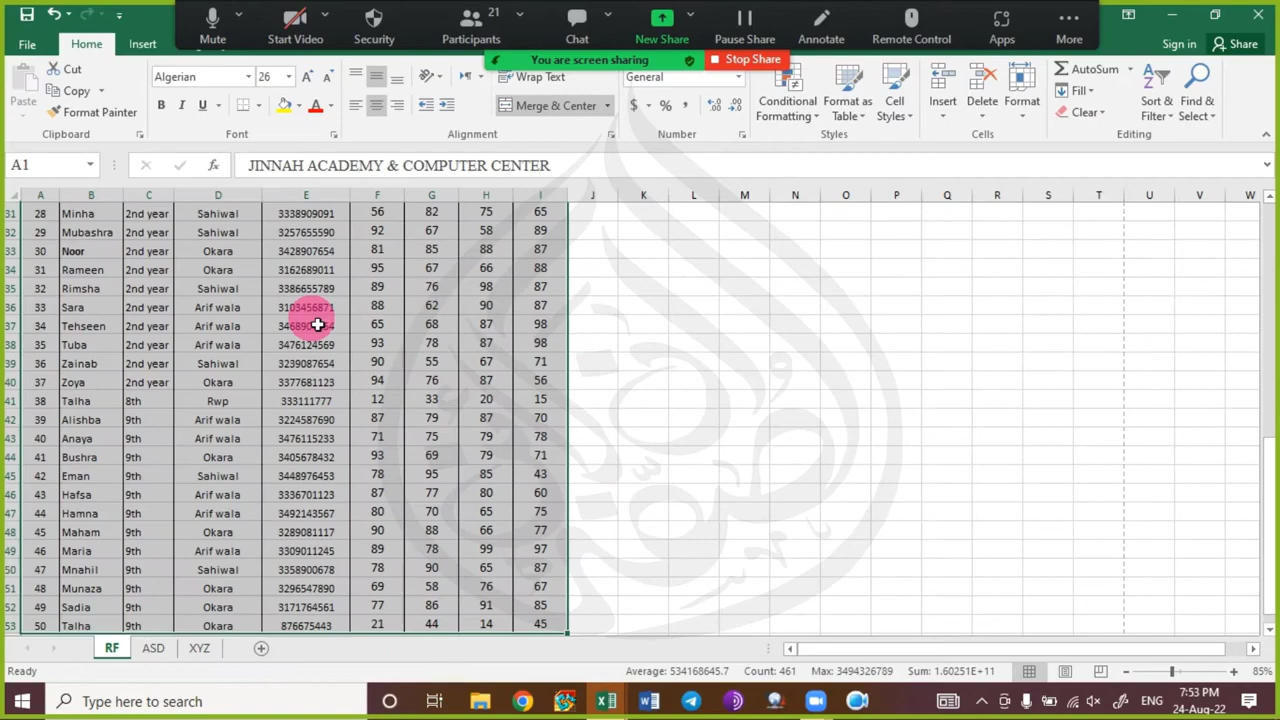 21
Mute Start Video Security Participants Chat New Share Pause Share Annotate Remote Control Apps More
You are screen sharing Stop Share
File Home Insert Sign in Share
Cut Algerian 26 Wrap Text General AutoSum
Paste Copy Fill
Format Painter B I U Merge & Center $ % Conditional Formatting Format as Table Cell Styles Insert Delete Format Clear Sort & Filter Find & Select
Clipboard Font Alignment Number Styles Cells Editing
A1 fx JINNAH ACADEMY & COMPUTER CENTER
A B C D E F G H I J K L M N O P Q R S T U V W
31 28 Minha 2nd year Sahiwal 3338909091 56 82 75 65
32 29 Mubashra 2nd year Sahiwal 3257655590 92 67 58 89
33 30 Noor 2nd year Okara 3428907654 81 85 88 87
34 31 Rameen 2nd year Okara 3162689011 95 67 66 88
35 32 Rimsha 2nd year Sahiwal 3386655789 89 76 98 87
36 33 Sara 2nd year Arif wala 3103456871 88 62 90 87
37 34 Tehseen 2nd year Arif wala 65 68 87 98
38 35 Tuba 2nd year Arif wala 3476124569 93 78 87 98
39 36 Zainab 2nd year Sahiwal 3239087654 90 55 67 71
40 37 Zoya 2nd year Okara 3377681123 94 76 87 56
41 38 Talha 8th Rwp 333111777 12 33 20 15
42 39 Alishba 9th Arif wala 3224587690 87 79 87 70
43 40 Anaya 9th Arif wala 3476115233 71 75 79 78
44 41 Bushra 9th Okara 3405678432 93 69 79 71
45 42 Eman 9th Sahiwal 3448976453 78 95 85 43
46 43 Hafsa 9th Arif wala 3336701123 87 77 80 60
47 44 Hamna 9th Arif wala 3492143567 80 70 65 75
48 45 Maham 9th Okara 3289081117 90 88 66 77
49 46 Maria 9th Arif wala 3309011245 89 78 99 97
50 47 Mnahil 9th Sahiwal 3358900678 78 90 65 87
51 48 Munaza 9th Okara 3296547890 69 58 76 67
52 49 Sadia 9th Okara 3171764561 77 86 91 85
53 50 Talha 9th Okara 876675443 21 44 14 45
RF ASD XYZ
Ready Average: 534168645.7 Count: 461 Max: 3494326789 Sum: 1.60251E+11 85%
Type here to search ENG 7:53 PM
24-Aug-22